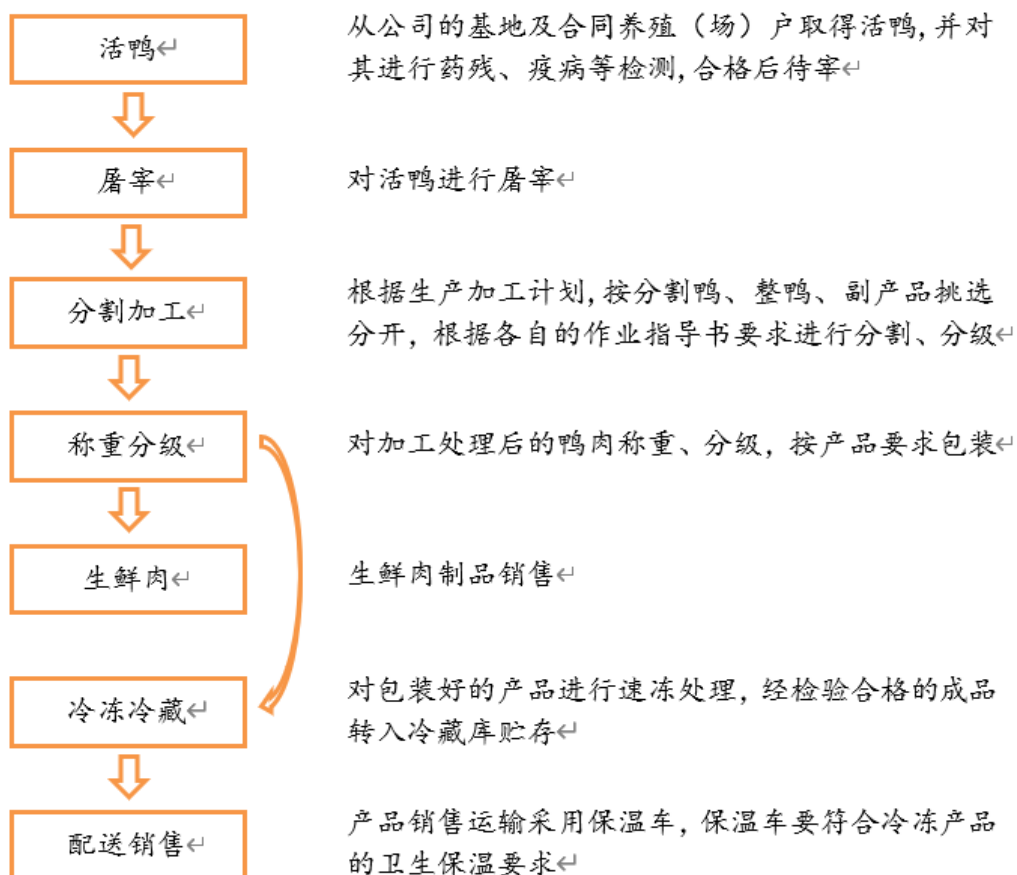 活鸭
从公司的基地及合同养殖（场）户取得活鸭,并对
其进行药残、疫病等检测,合格后待宰
屠宰
对活鸭进行屠宰
分割加工
根据生产加工计划,按分割鸭、整鸭、副产品挑选
分开，根据各自的作业指导书要求进行分割、分级
称重分级
对加工处理后的鸭肉称重、分级，按产品要求包装
生鲜肉
生鲜肉制品销售
冷冻冷藏
对包装好的产品进行速冻处理，经检验合格的成品
转入冷藏库贮存
配送销售
产品销售运输采用保温车，保温车要符合冷冻产品
的卫生保温要求